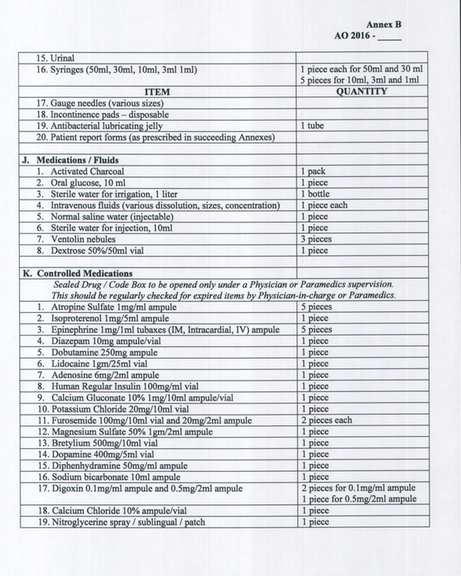 Annex B
AO 2016 - _____
15. Urinal
16. Syringes (50ml, 30ml, 10ml, 3ml 1ml) 1 piece each for 50ml and 30 ml
5 pieces for 10ml, 3ml and 1ml
ITEM QUANTITY
17. Gauge needles (various sizes)
18. Incontinence pads – disposable
19. Antibacterial lubricating jelly 1 tube
20. Patient report forms (as prescribed in succeeding Annexes)
J. Medications / Fluids
1. Activated Charcoal 1 pack
2. Oral glucose, 10 ml 1 piece
3. Sterile water for irrigation, 1 liter 1 bottle
4. Intravenous fluids (various dissolution, sizes, concentration) 1 piece each
5. Normal saline water (injectable) 1 piece
6. Sterile water for injection, 10ml 1 piece
7. Ventolin nebules 3 pieces
8. Dextrose 50%/50ml vial 1 piece
K. Controlled Medications
Sealed Drug / Code Box to be opened only under a Physician or Paramedics supervision.
This should be regularly checked for expired items by Physician-in-charge or Paramedics.
1. Atropine Sulfate 1mg/ml ampule 5 pieces
2. Isoproterenol 1mg/5ml ampule 1 piece
3. Epinephrine 1mg/1ml tubaxes (IM, Intracardial, IV) ampule 5 pieces
4. Diazepam 10mg ampule/vial 1 piece
5. Dobutamine 250mg ampule 1 piece
6. Lidocaine 1gm/25ml vial 1 piece
7. Adenosine 6mg/2ml ampule 1 piece
8. Human Regular Insulin 100mg/ml vial 1 piece
9. Calcium Gluconate 10% 1mg/10ml ampule/vial 1 piece
10. Potassium Chloride 20mg/10ml vial 1 piece
11. Furosemide 100mg/10ml vial and 20mg/2ml ampule 2 pieces each
12. Magnesium Sulfate 50% 1gm/2ml ampule 1 piece
13. Bretylium 500mg/10ml vial 1 piece
14. Dopamine 400mg/5ml vial 1 piece
15. Diphenhydramine 50mg/ml ampule 1 piece
16. Sodium bicarbonate 10ml ampule 1 piece
17. Digoxin 0.1mg/ml ampule and 0.5mg/2ml ampule 2 pieces for 0.1mg/ml ampule
1 piece for 0.5mg/2ml ampule
18. Calcium Chloride 10% ampule/vial 1 piece
19. Nitroglycerine spray / sublingual / patch 1 piece